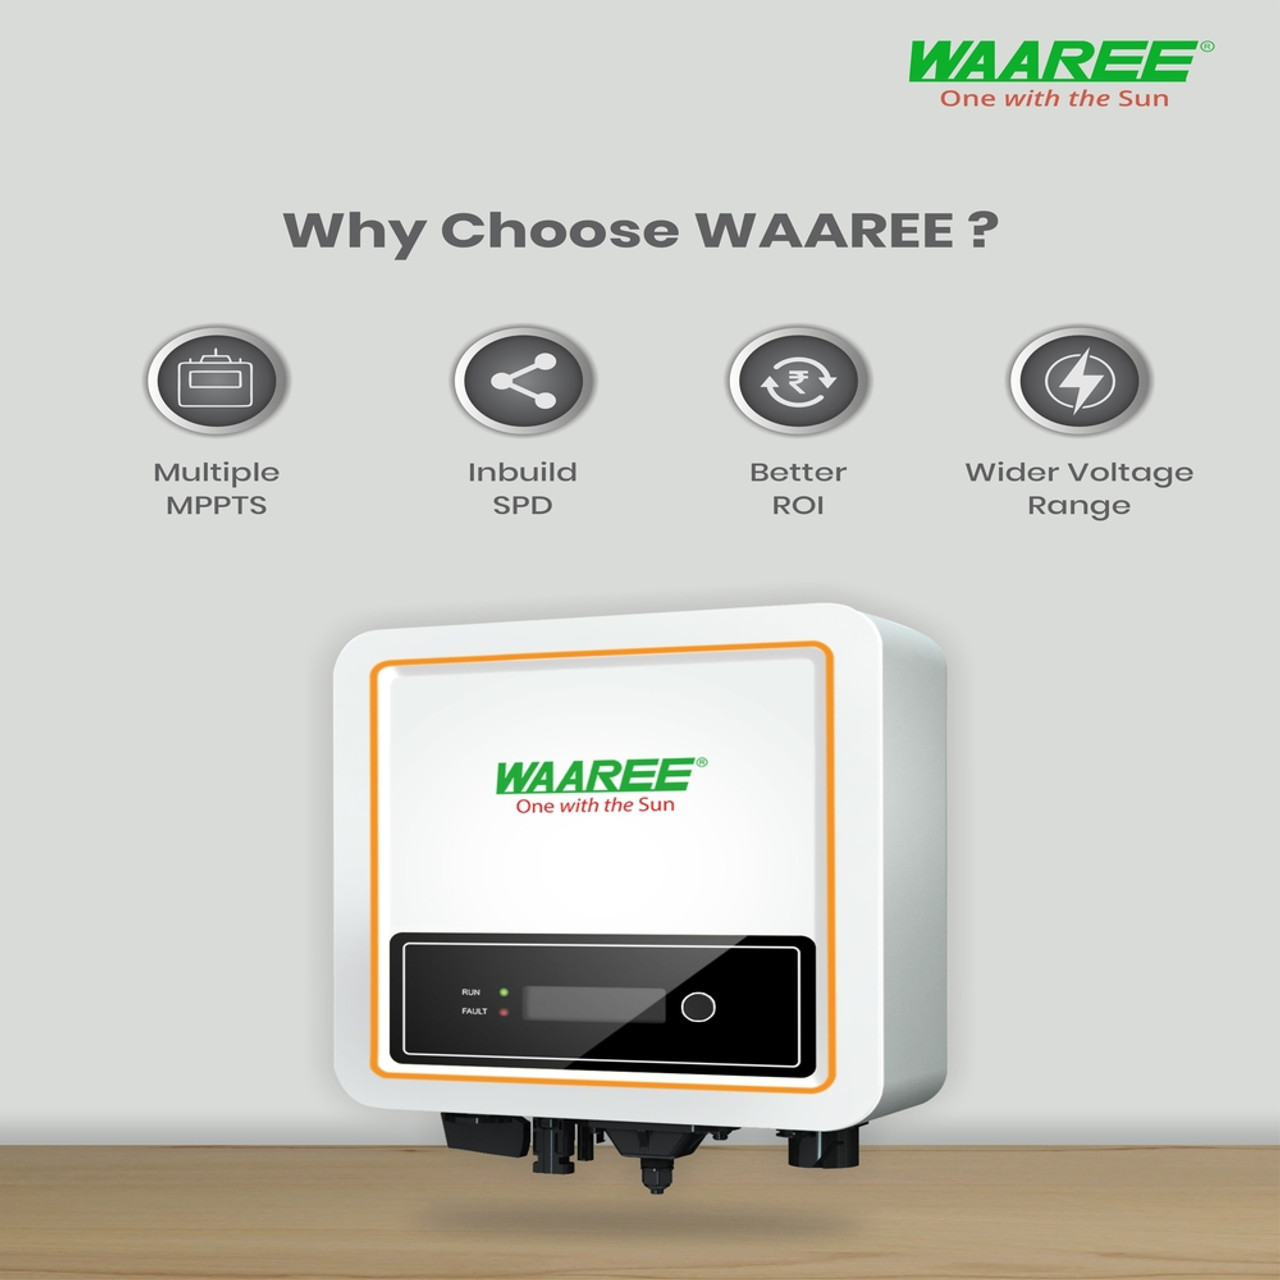 WAAREE®
One with the Sun
Why Choose WAAREE ?
Multiple
MPPTS
Inbuild
SPD
Better
ROI
Wider Voltage
Range
WAAREE®
One with the Sun
RUN
FAULT